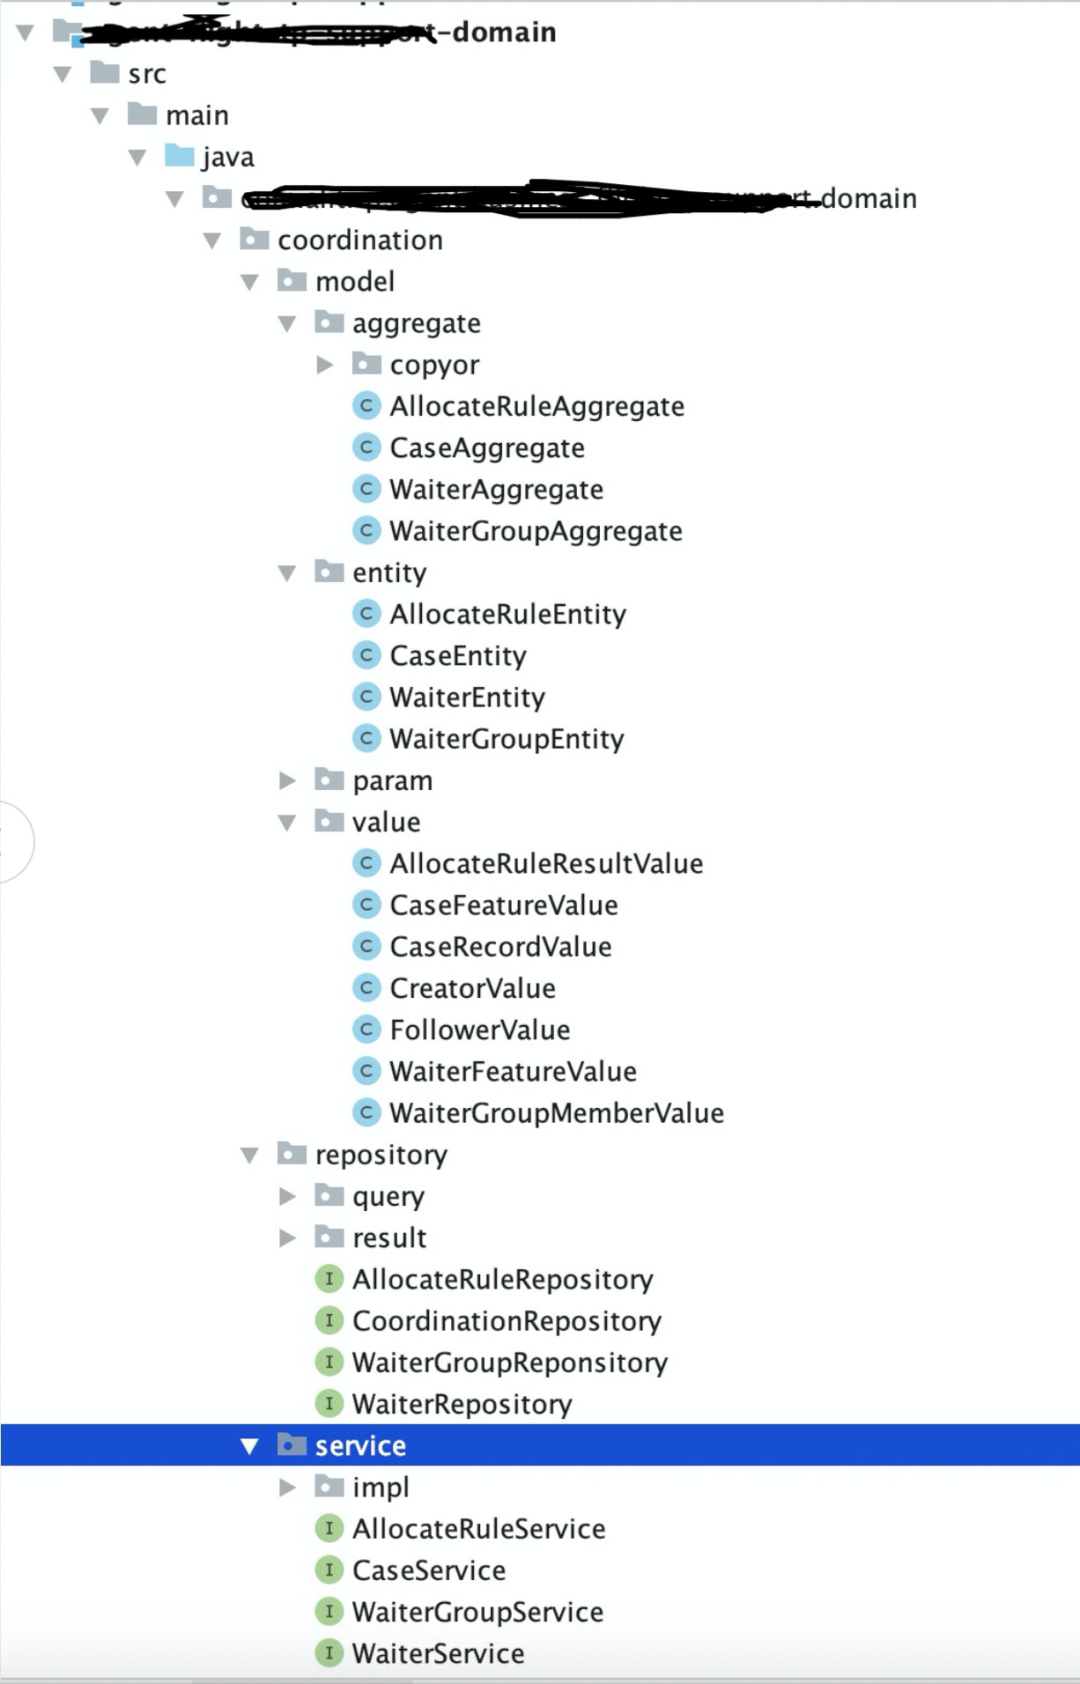 -domain
src
main
java
domain
coordination
model
aggregate
copyor
C AllocateRuleAggregate
C CaseAggregate
C WaiterAggregate
C WaiterGroupAggregate
entity
C AllocateRuleEntity
C CaseEntity
C WaiterEntity
C WaiterGroupEntity
param
value
C AllocateRuleResultValue
C CaseFeatureValue
C CaseRecordValue
C CreatorValue
C FollowerValue
C WaiterFeatureValue
C WaiterGroupMemberValue
repository
query
result
I AllocateRuleRepository
I CoordinationRepository
I WaiterGroupReponsitory
I WaiterRepository
service
impl
I AllocateRuleService
I CaseService
I WaiterGroupService
I WaiterService